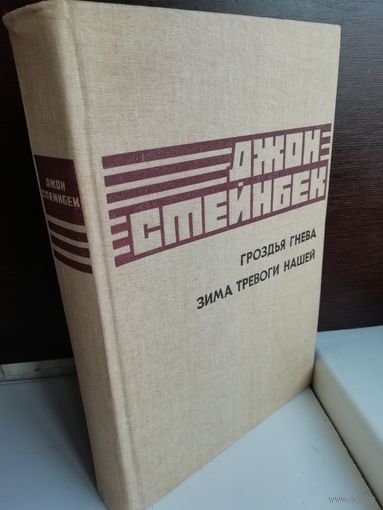 ДЖОН
СТЕЙНБЕК
ДЖОН
СТЕЙНБЕК
ГРОЗДЬЯ ГНЕВА
ЗИМА ТРЕВОГИ НАШЕЙ